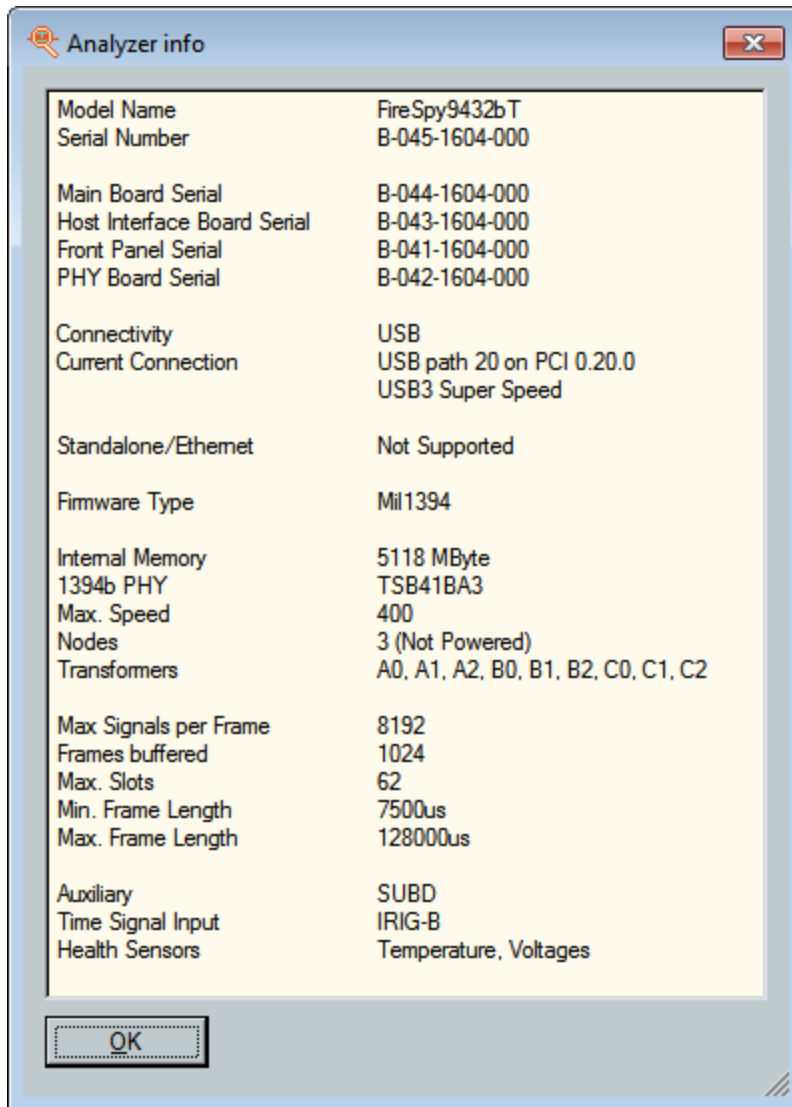 Analyzer info
Model Name FireSpy9432bT
Serial Number B-045-1604-000
Main Board Serial B-044-1604-000
Host Interface Board Serial B-043-1604-000
Front Panel Serial B-041-1604-000
PHY Board Serial B-042-1604-000
Connectivity USB
Current Connection USB path 20 on PCI 0.20.0
USB3 Super Speed
Standalone/Ethernet Not Supported
Firmware Type Mil1394
Internal Memory 5118 MByte
1394b PHY TSB41BA3
Max. Speed 400
Nodes 3 (Not Powered)
Transformers A0, A1, A2, B0, B1, B2, C0, C1, C2
Max Signals per Frame 8192
Frames buffered 1024
Max. Slots 62
Min. Frame Length 7500us
Max. Frame Length 128000us
Auxiliary SUBD
Time Signal Input IRIG-B
Health Sensors Temperature, Voltages
OK